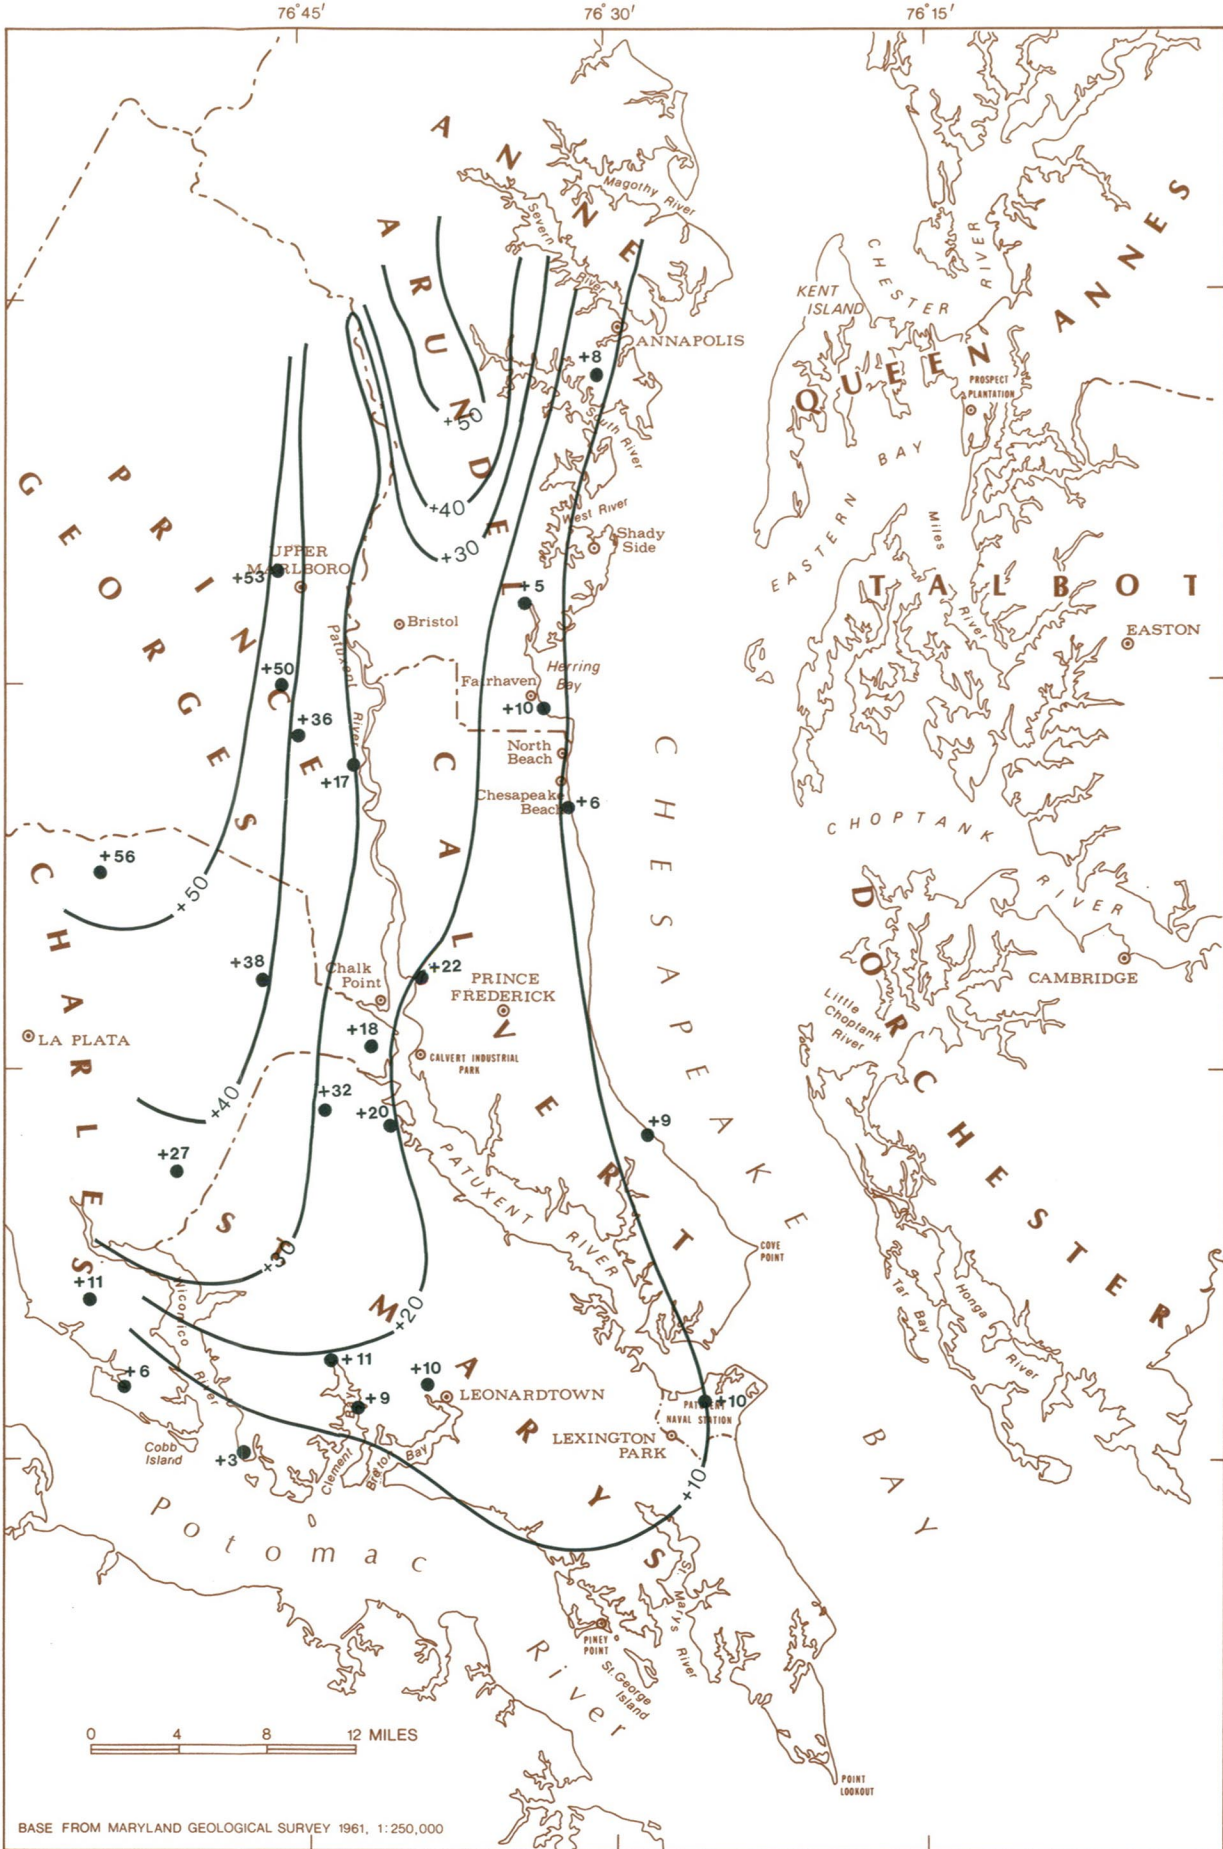 76°45'
76°30'
76°15'
ANNE
ARUNDEL
Magothy River
Severn
River
ANNAPOLIS
+8
South River
West River
Shady
Side
KENT
ISLAND
CHESTER
RIVER
QUEEN ANNES
PROSPECT
PLANTATION
EASTERN
BAY
Miles
River
TALBOT
EASTON
+50
+40
+30
PRINCE
GEORGES
UPPER
MARLBORO
+53
+5
Bristol
Patuxent
River
+50
Herring
Bay
Fairhaven
+10
+36
+17
North
Beach
Chesapeake
Beach
+6
CHESAPEAKE
BAY
CHOPTANK
RIVER
CAMBRIDGE
DORCHESTER
Little
Choptank
River
CHARLES
+56
+50
CALVERT
+38
Chalk
Point
+22
PRINCE
FREDERICK
LA PLATA
+18
CALVERT INDUSTRIAL
PARK
+40
+32
+20
+9
+27
PATUXENT
RIVER
COVE
POINT
ST MARYS
+30
+11
+20
Wicomico
River
Tar
Bay
Honga
River
+11
+6
+10
LEONARDTOWN
+9
+10
PATUXENT
NAVAL STATION
LEXINGTON
PARK
Cobb
Island
+3
Clement
Bay
Breton
Bay
+10
Potomac
River
St. Marys
River
PINEY
POINT
St. George
Island
0 4 8 12 MILES
POINT
LOOKOUT
BASE FROM MARYLAND GEOLOGICAL SURVEY 1961, 1:250,000